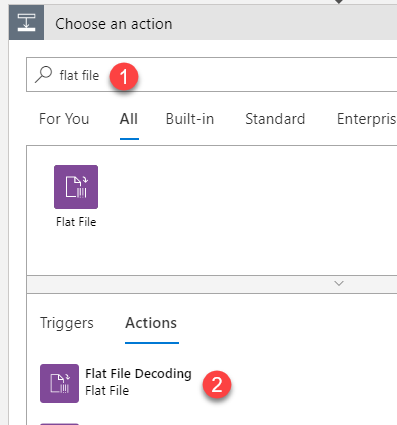 Choose an action
flat file 1
For You All Built-in Standard Enterpris
Flat File
Triggers Actions
Flat File Decoding
Flat File
2